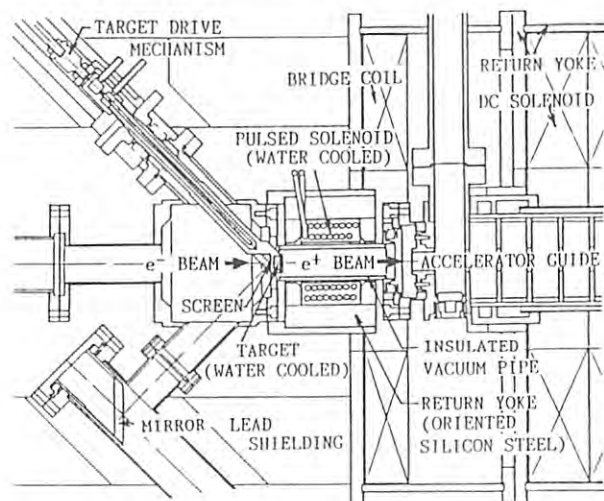 TARGET DRIVE
MECHANISM
BRIDGE COIL
RETURN YOKE
DC SOLENOID
PULSED SOLENOID
(WATER COOLED)
e⁻ BEAM
e⁺ BEAM
ACCELERATOR GUIDE
SCREEN
TARGET
(WATER COOLED)
INSULATED
VACUUM PIPE
MIRROR
LEAD
SHIELDING
RETURN YOKE
(ORIENTED
SILICON STEEL)